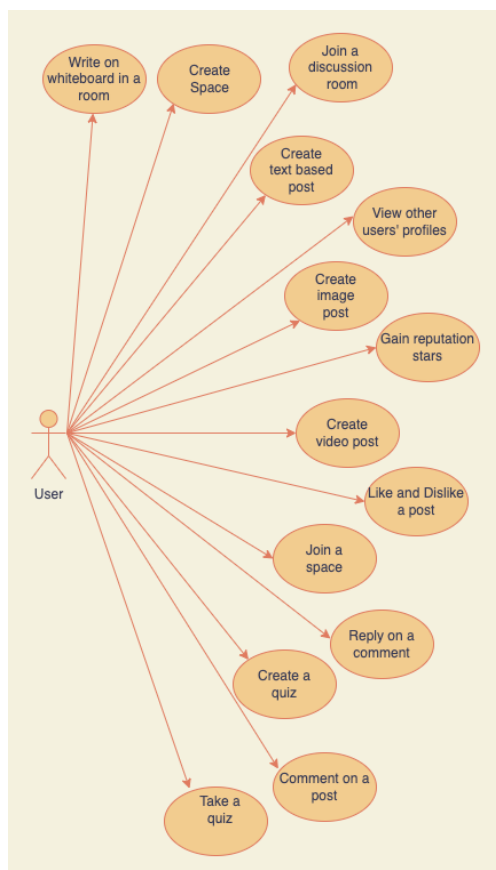 Write on
whiteboard in a
room
Create
Space
Join a
discussion
room
Create
text based
post
View other
users' profiles
Create
image
post
Gain reputation
stars
User
Create
video post
Like and Dislike
a post
Join a
space
Reply on a
comment
Create a
quiz
Comment on a
post
Take a
quiz